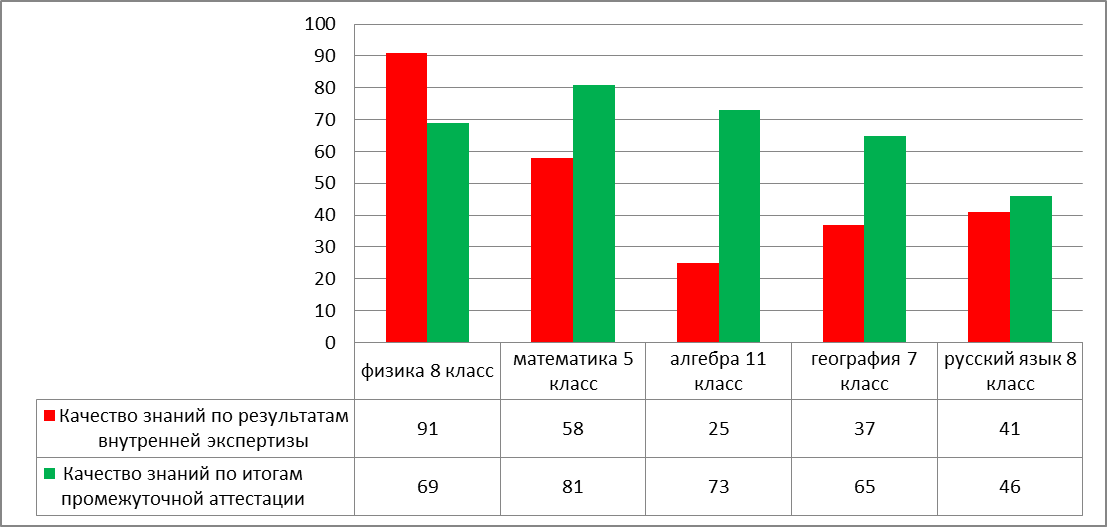 100
90
80
70
60
50
40
30
20
10
0
физика 8 класс
математика 5
класс
алгебра 11
класс
география 7
класс
русский язык 8
класс
Качество знаний по результатам
внутренней экспертизы
91 58 25 37 41
Качество знаний по итогам
промежуточной аттестации
69 81 73 65 46